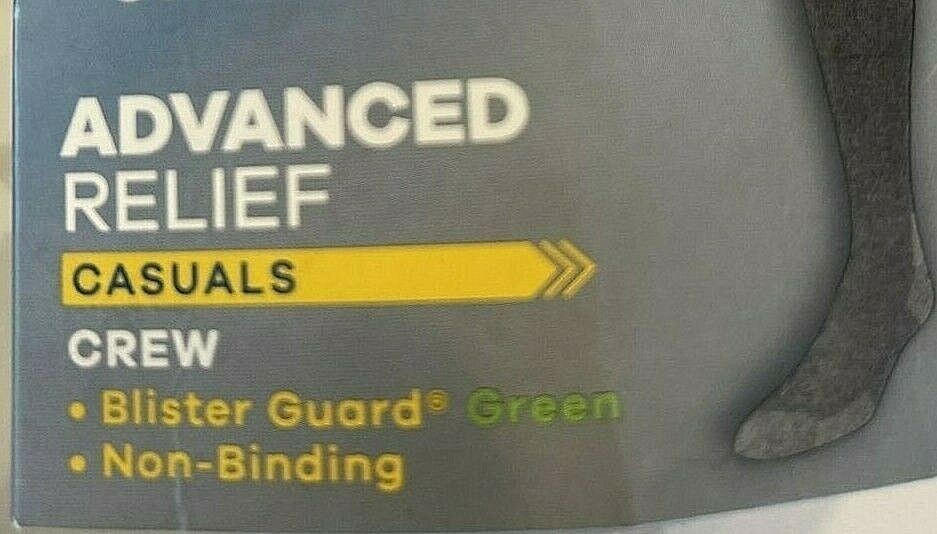 ADVANCED
RELIEF
CASUALS
CREW
• Blister Guard® Green
• Non-Binding